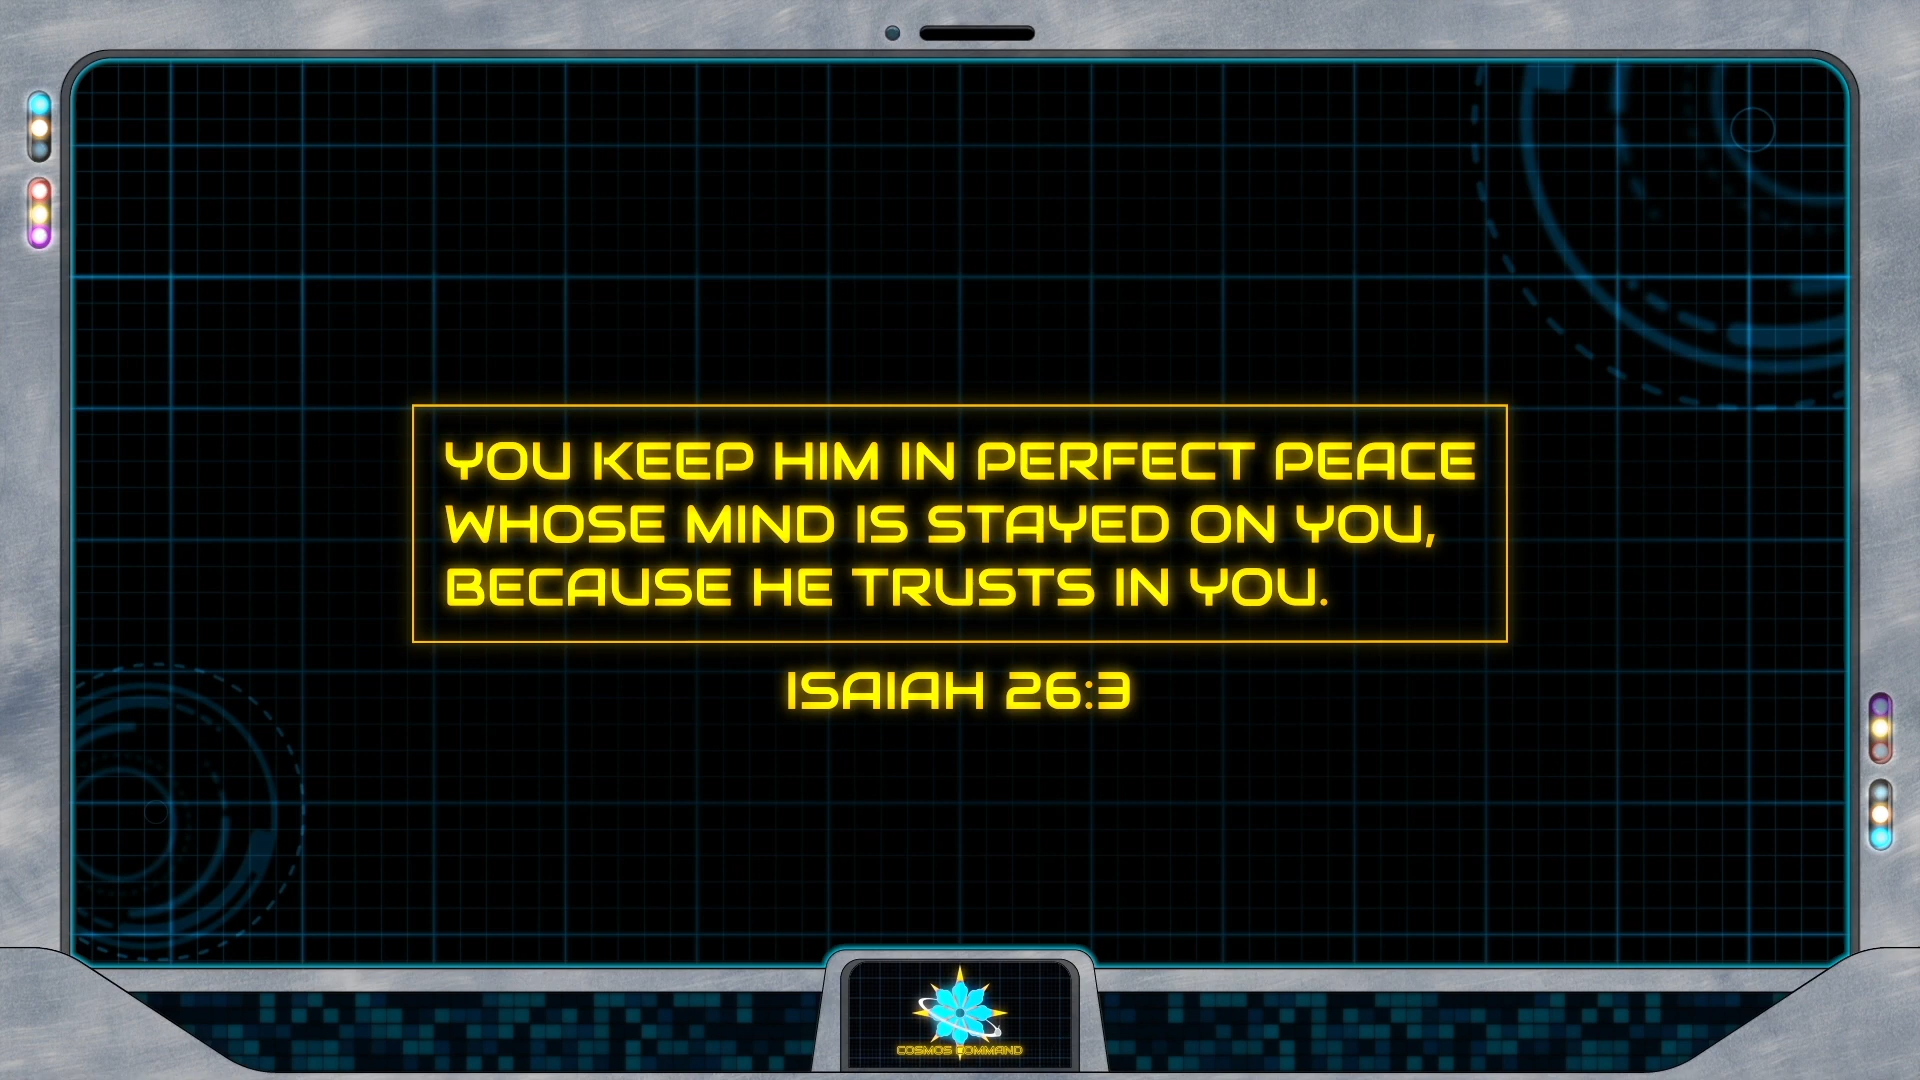 YOU KEEP HIM IN PERFECT PEACE
WHOSE MIND IS STAYED ON YOU,
BECAUSE HE TRUSTS IN YOU.
ISAIAH 26:3
COSMOS COMMAND